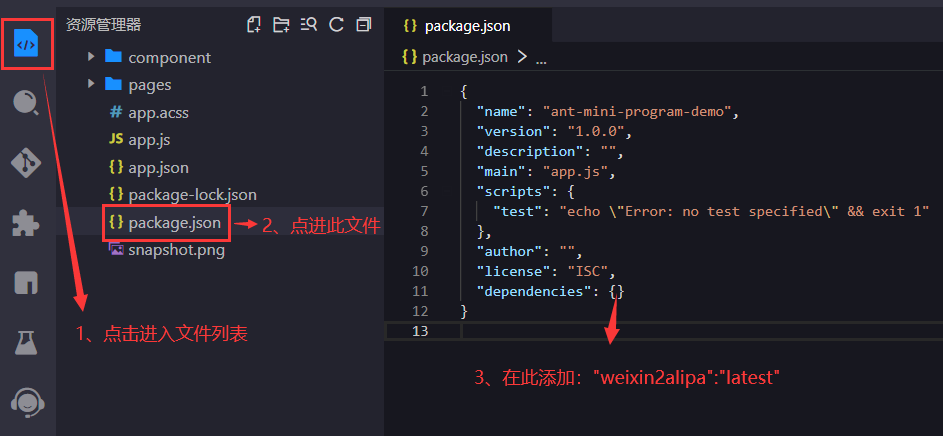 资源管理器
component
pages
# app.acss
JS app.js
{} app.json
{} package-lock.json
{} package.json
snapshot.png
1、点击进入文件列表
2、点进此文件
{} package.json
{} package.json > ...
1 {
2 "name": "ant-mini-program-demo",
3 "version": "1.0.0",
4 "description": "",
5 "main": "app.js",
6 "scripts": {
7 "test": "echo \"Error: no test specified\" && exit 1"
8 },
9 "author": "",
10 "license": "ISC",
11 "dependencies": {}
12 }
13
3、在此添加："weixin2alipa":"latest"